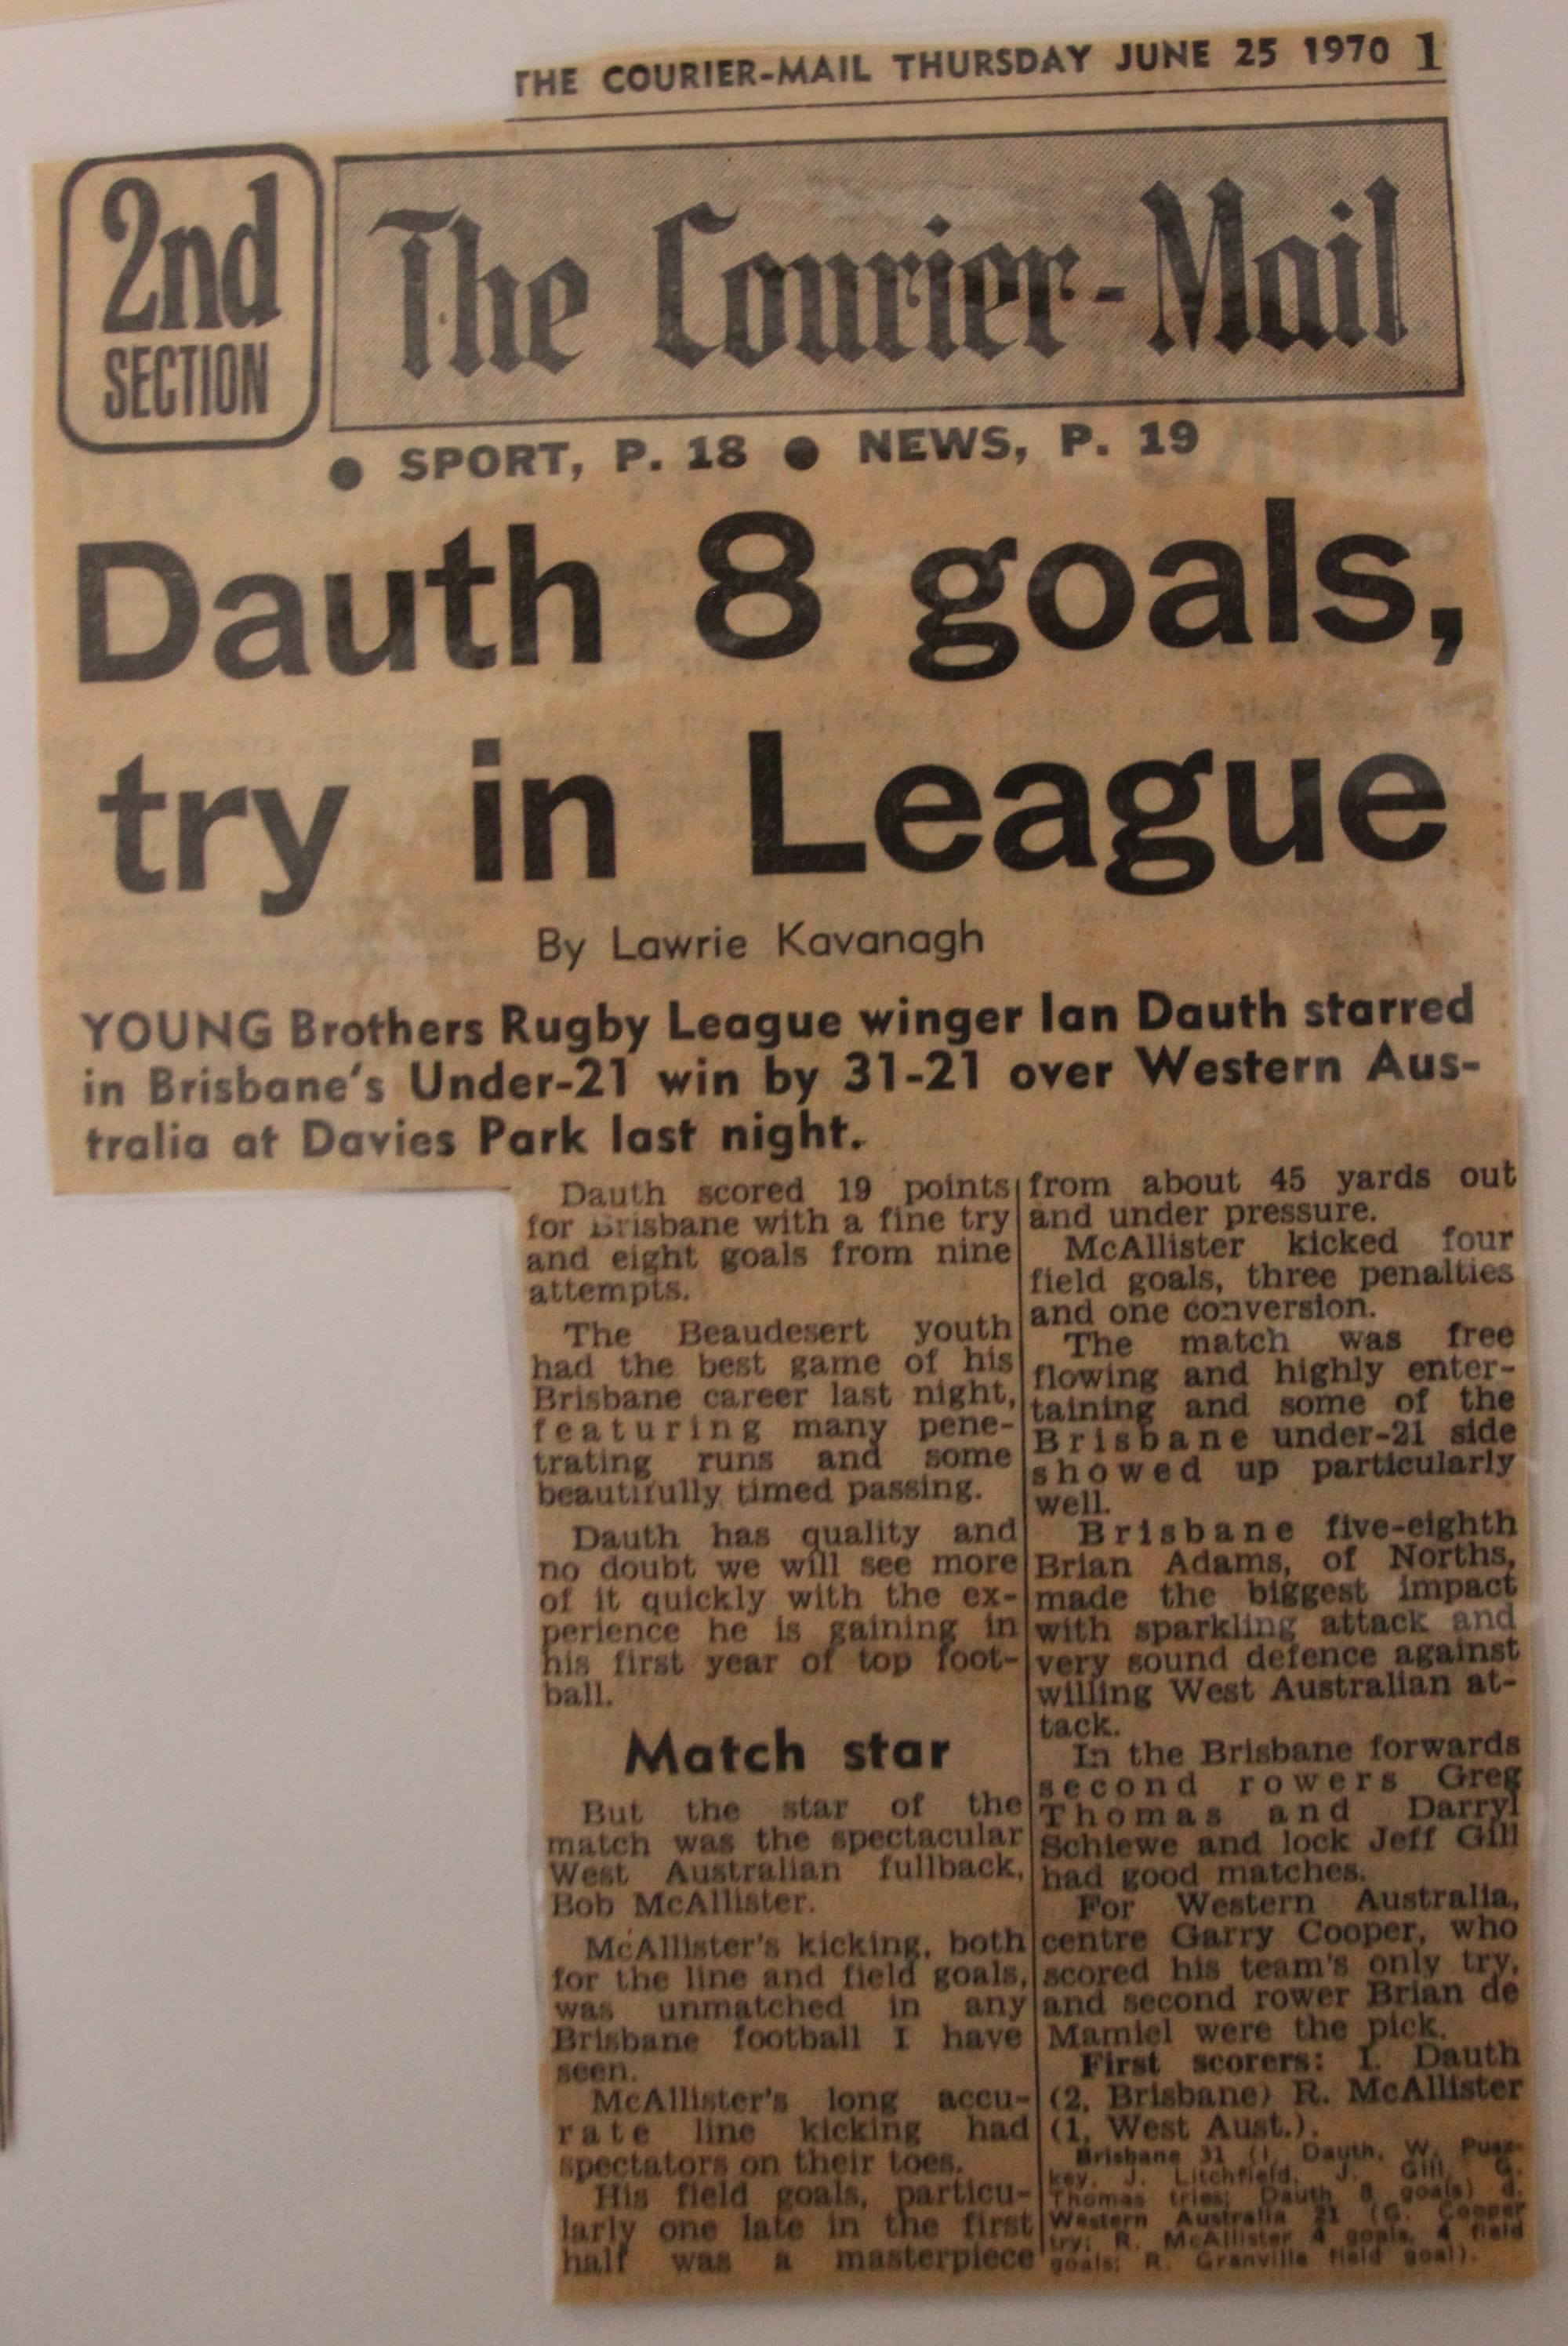 THE COURIER-MAIL THURSDAY JUNE 25 1970 1
2nd
SECTION
The Courier-Mail
● SPORT, P. 18 ● NEWS, P. 19
Dauth 8 goals,
try in League
By Lawrie Kavanagh
YOUNG Brothers Rugby League winger Ian Dauth starred
in Brisbane's Under-21 win by 31-21 over Western Aus-
tralia at Davies Park last night.
Dauth scored 19 points
for Brisbane with a fine try
and eight goals from nine
attempts.
The Beaudesert youth
had the best game of his
Brisbane career last night,
featuring many pene-
trating runs and some
beautifully timed passing.
Dauth has quality and
no doubt we will see more
of it quickly with the ex-
perience he is gaining in
his first year of top foot-
ball.
Match star
But the star of the
match was the spectacular
West Australian fullback,
Bob McAllister.
McAllister's kicking, both
for the line and field goals,
was unmatched in any
Brisbane football I have
seen.
McAllister's long accu-
rate line kicking had
spectators on their toes.
His field goals, particu-
larly one late in the first
half was a masterpiece
from about 45 yards out
and under pressure.
McAllister kicked four
field goals, three penalties
and one conversion.
The match was free
flowing and highly enter-
taining and some of the
Brisbane under-21 side
showed up particularly
well.
Brisbane five-eighth
Brian Adams, of Norths,
made the biggest impact
with sparkling attack and
very sound defence against
willing West Australian at-
tack.
In the Brisbane forwards
second rowers Greg
Thomas and Darryl
Schiewe and lock Jeff Gill
had good matches.
For Western Australia,
centre Garry Cooper, who
scored his team's only try,
and second rower Brian de
Mamiel were the pick.
First scorers: I. Dauth
(2, Brisbane) R. McAllister
(1, West Aust.).
Brisbane 31 (I. Dauth, W. Pus-
key, J. Litchfield, J. Gill, G.
Thomas tries; Dauth 8 goals) d.
Western Australia 21 (G. Cooper
try; R. McAllister 4 goals, 4 field
goals; R. Granville field goal).